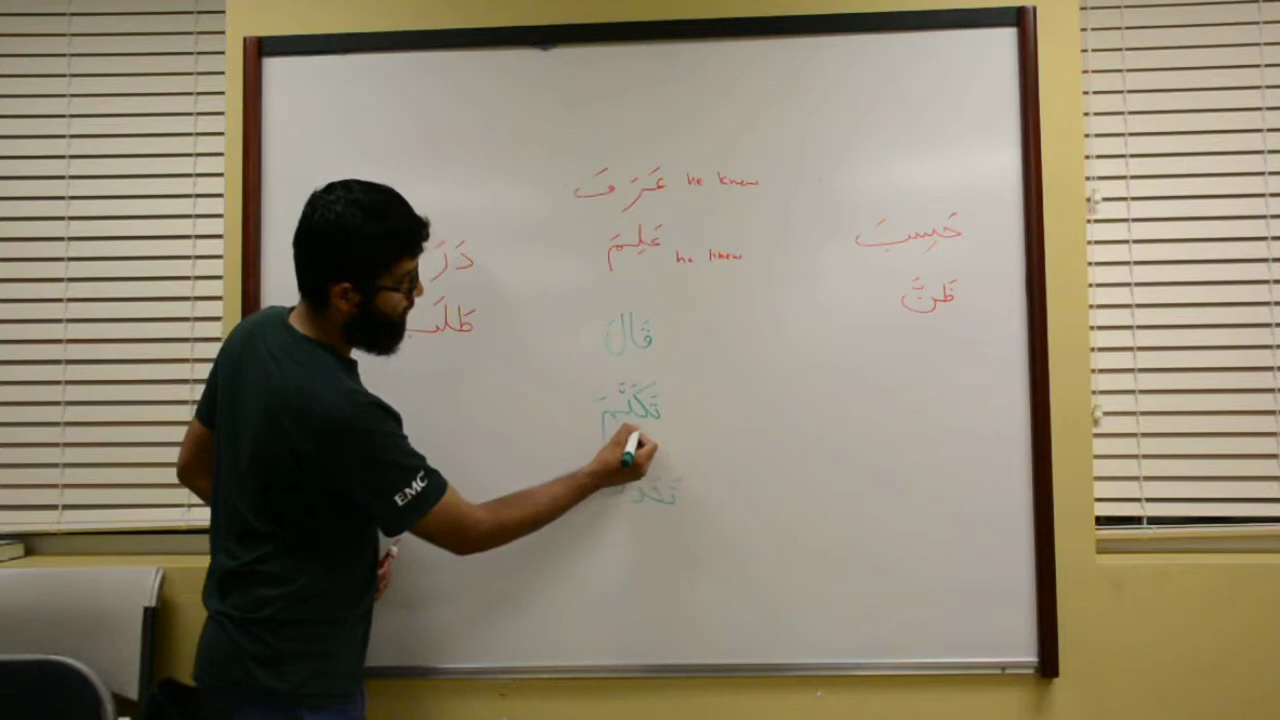 عَرَفَ he knew
عَلِمَ he knew
حَسِبَ
ظَنَّ
دَرَ
طَلَب
قَالَ
تَكَلَّمَ
EMC